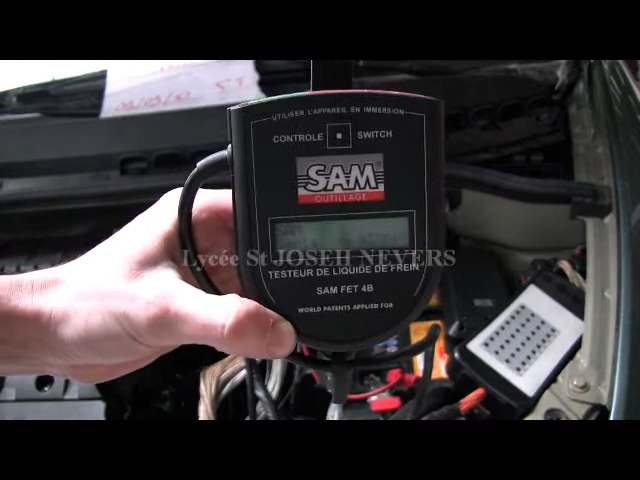 UTILISER L'APPAREIL EN IMMERSION
CONTROLE SWITCH
SAM
OUTILLAGE
SAM
Lycée St JOSEH NEVERS
TESTEUR DE LIQUIDE DE FREIN
SAM FET 4B
WORLD PATENTS APPLIED FOR